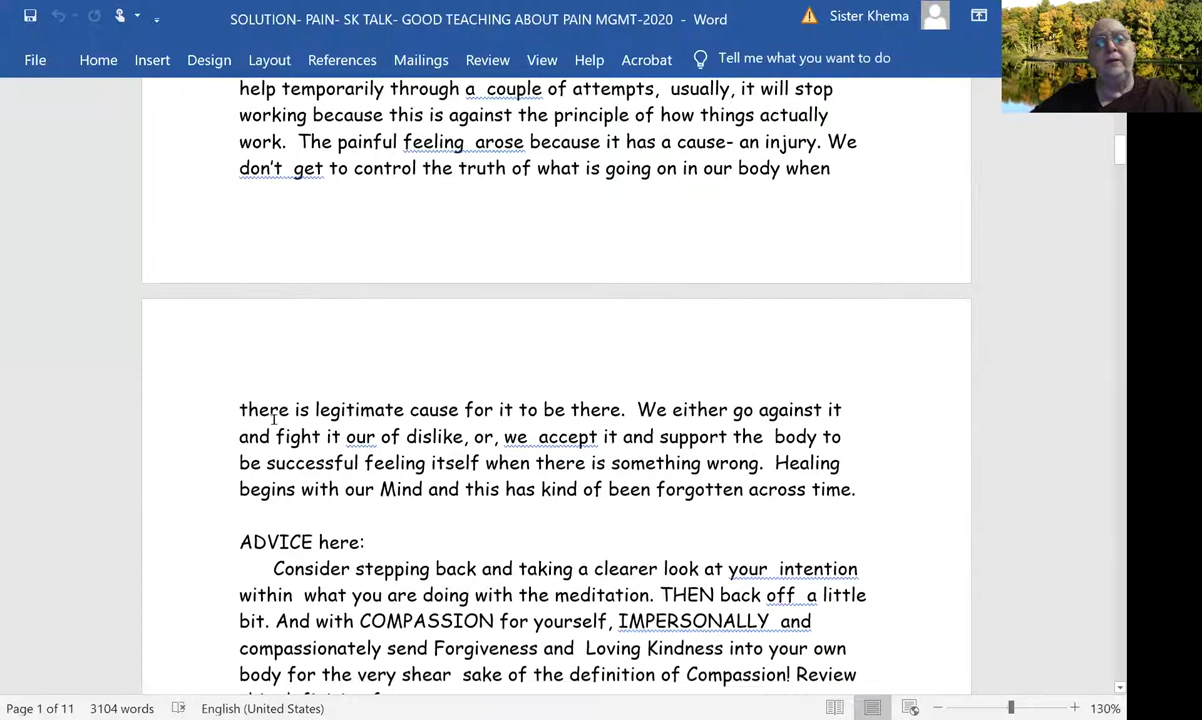 SOLUTION- PAIN- SK TALK- GOOD TEACHING ABOUT PAIN MGMT-2020 - Word
Sister Khema
File Home Insert Design Layout References Mailings Review View Help Acrobat Tell me what you want to do
help temporarily through a couple of attempts, usually, it will stop
working because this is against the principle of how things actually
work. The painful feeling arose because it has a cause- an injury. We
don't get to control the truth of what is going on in our body when
there is legitimate cause for it to be there. We either go against it
and fight it our of dislike, or, we accept it and support the body to
be successful feeling itself when there is something wrong. Healing
begins with our Mind and this has kind of been forgotten across time.
ADVICE here:
Consider stepping back and taking a clearer look at your intention
within what you are doing with the meditation. THEN back off a little
bit. And with COMPASSION for yourself, IMPERSONALLY and
compassionately send Forgiveness and Loving Kindness into your own
body for the very shear sake of the definition of Compassion! Review
Page 1 of 11 3104 words English (United States) 130%